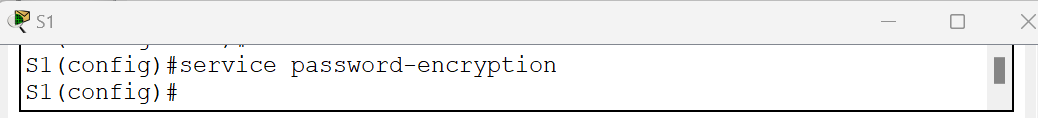 S1
S1(config)#service password-encryption
S1(config)#